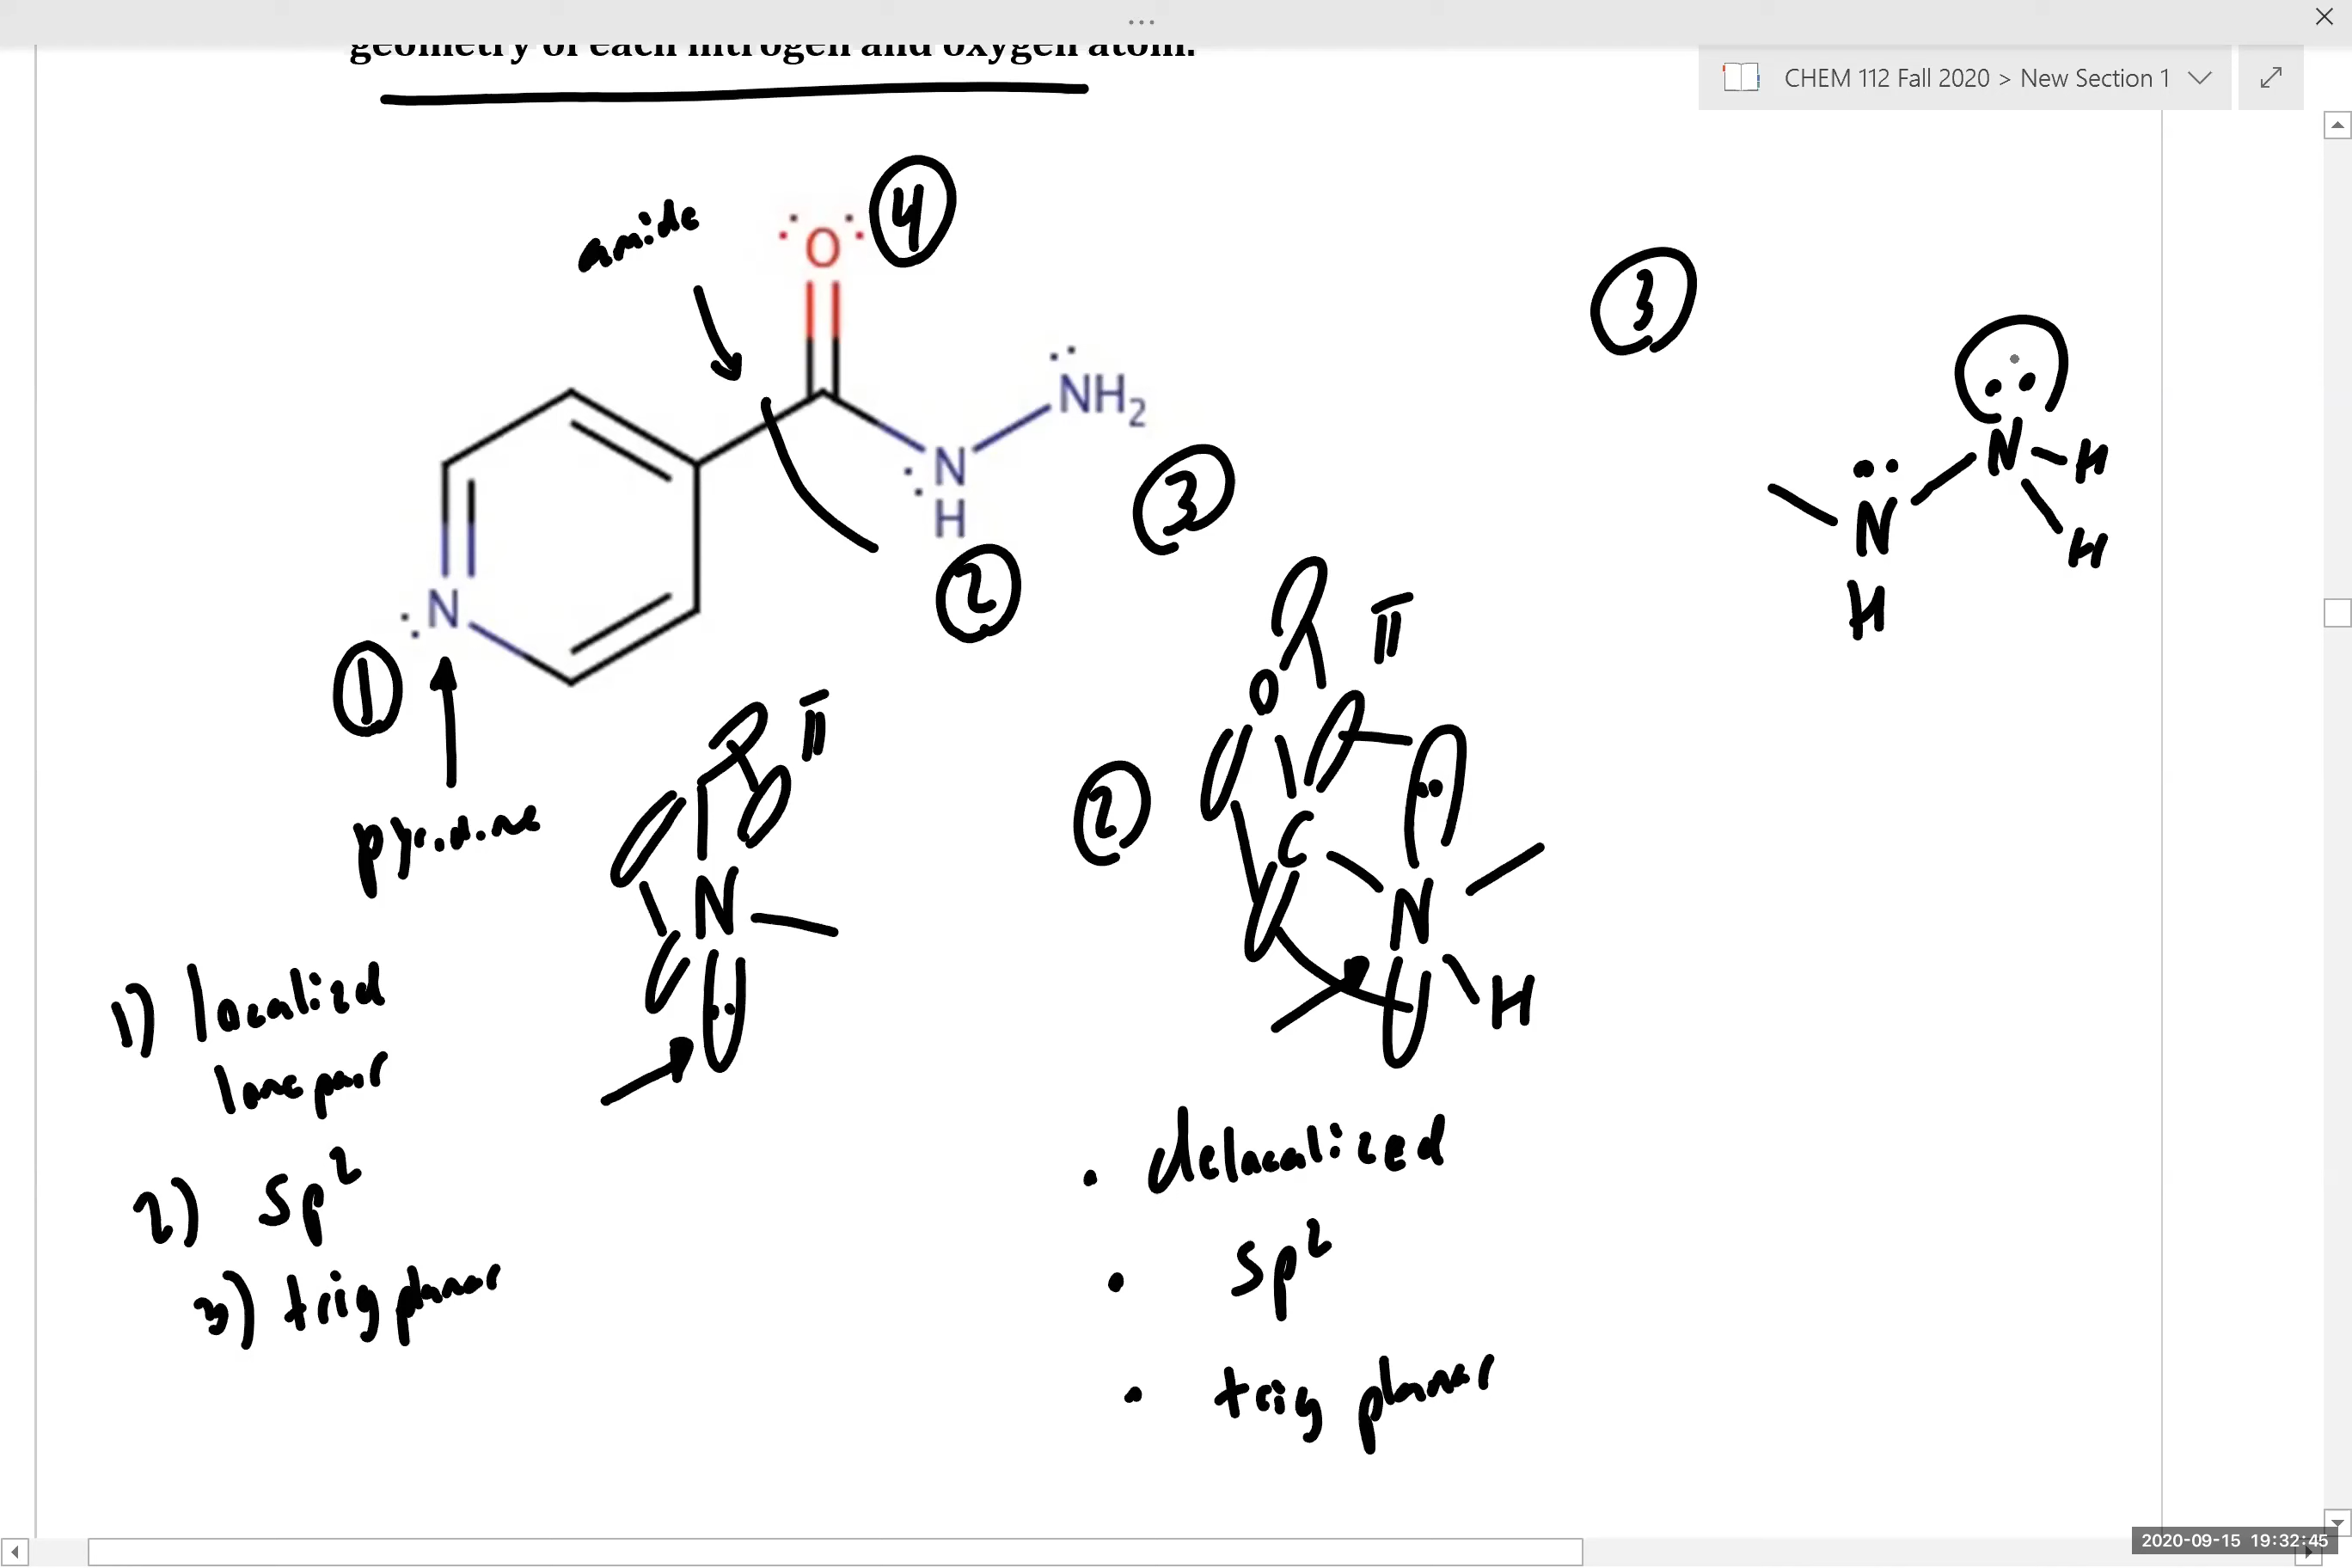 geometry of each nitrogen and oxygen atom.
CHEM 112 Fall 2020 > New Section 1
amide
O
4
NH2
N
H
3
2
N
1
pyridine
1) localized
lone pair
2) sp2
3) trig planar
π
N
2
O
π
C
N
H
• delocalized
• sp2
• trig planar
3
N
H
N
H
H
2020-09-15 19:32:45